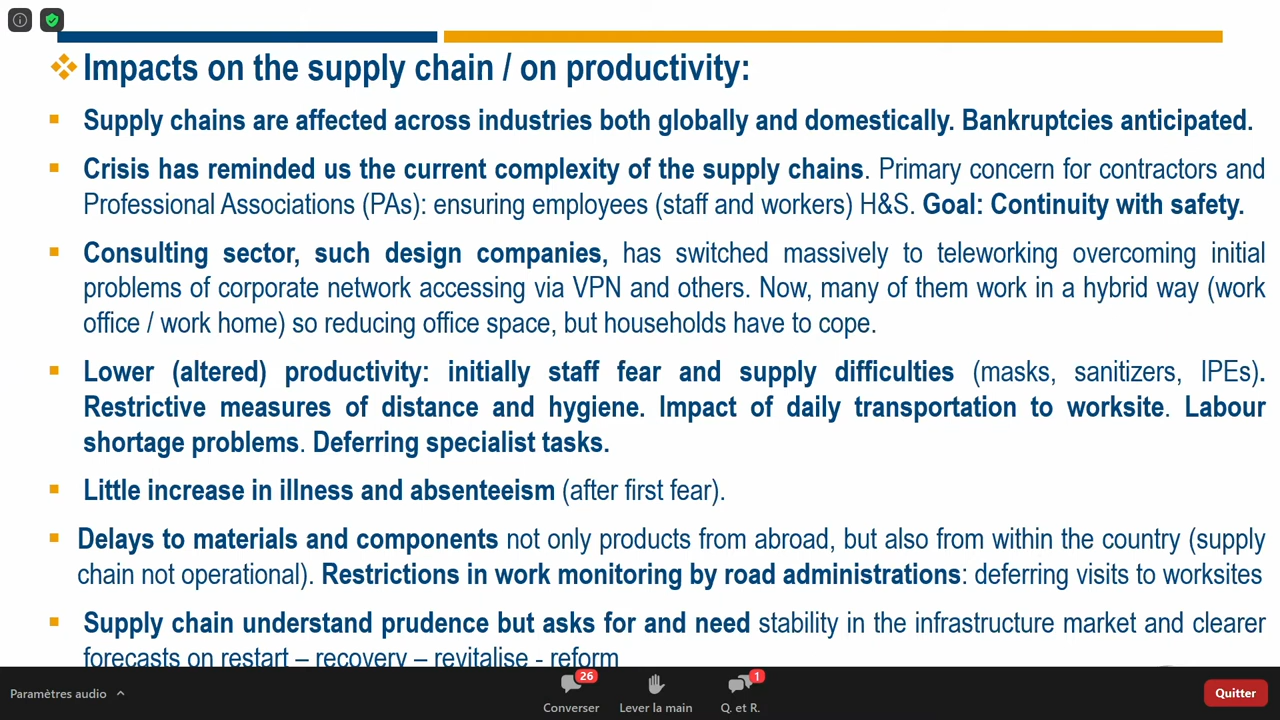 Impacts on the supply chain / on productivity:
Supply chains are affected across industries both globally and domestically. Bankruptcies anticipated.
Crisis has reminded us the current complexity of the supply chains. Primary concern for contractors and
Professional Associations (PAs): ensuring employees (staff and workers) H&S. Goal: Continuity with safety.
Consulting sector, such design companies, has switched massively to teleworking overcoming initial
problems of corporate network accessing via VPN and others. Now, many of them work in a hybrid way (work
office / work home) so reducing office space, but households have to cope.
Lower (altered) productivity: initially staff fear and supply difficulties (masks, sanitizers, IPEs).
Restrictive measures of distance and hygiene. Impact of daily transportation to worksite. Labour
shortage problems. Deferring specialist tasks.
Little increase in illness and absenteeism (after first fear).
Delays to materials and components not only products from abroad, but also from within the country (supply
chain not operational). Restrictions in work monitoring by road administrations: deferring visits to worksites
Supply chain understand prudence but asks for and need stability in the infrastructure market and clearer
forecasts on restart – recovery – revitalise - reform
26
1
Paramètres audio
Converser
Lever la main
Q. et R.
Quitter